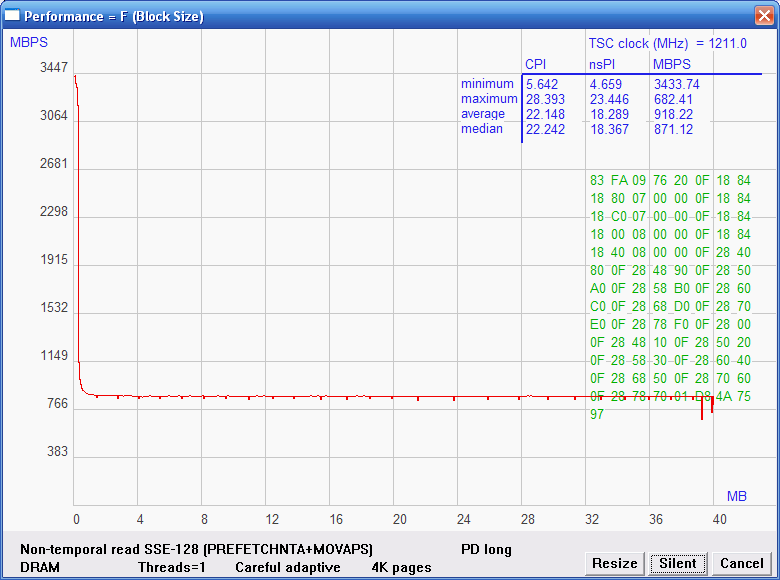 Performance = F (Block Size)
MBPS
TSC clock (MHz) = 1211.0
CPI nsPI MBPS
minimum 5.642 4.659 3433.74
maximum 28.393 23.446 682.41
average 22.148 18.289 918.22
median 22.242 18.367 871.12
3447
3064
2681
2298
1915
1532
1149
766
383
83 FA 09 76 20 0F 18 84
18 80 07 00 00 0F 18 84
18 C0 07 00 00 0F 18 84
18 00 08 00 00 0F 18 84
18 40 08 00 00 0F 28 40
80 0F 28 48 90 0F 28 50
A0 0F 28 58 B0 0F 28 60
C0 0F 28 68 D0 0F 28 70
E0 0F 28 78 F0 0F 28 00
0F 28 48 10 0F 28 50 20
0F 28 58 30 0F 28 60 40
0F 28 68 50 0F 28 70 60
0F 28 78 70 01 D8 4A 75
97
MB
0 4 8 12 16 20 24 28 32 36 40
Non-temporal read SSE-128 (PREFETCHNTA+MOVAPS) PD long
DRAM Threads=1 Careful adaptive 4K pages
Resize Silent Cancel